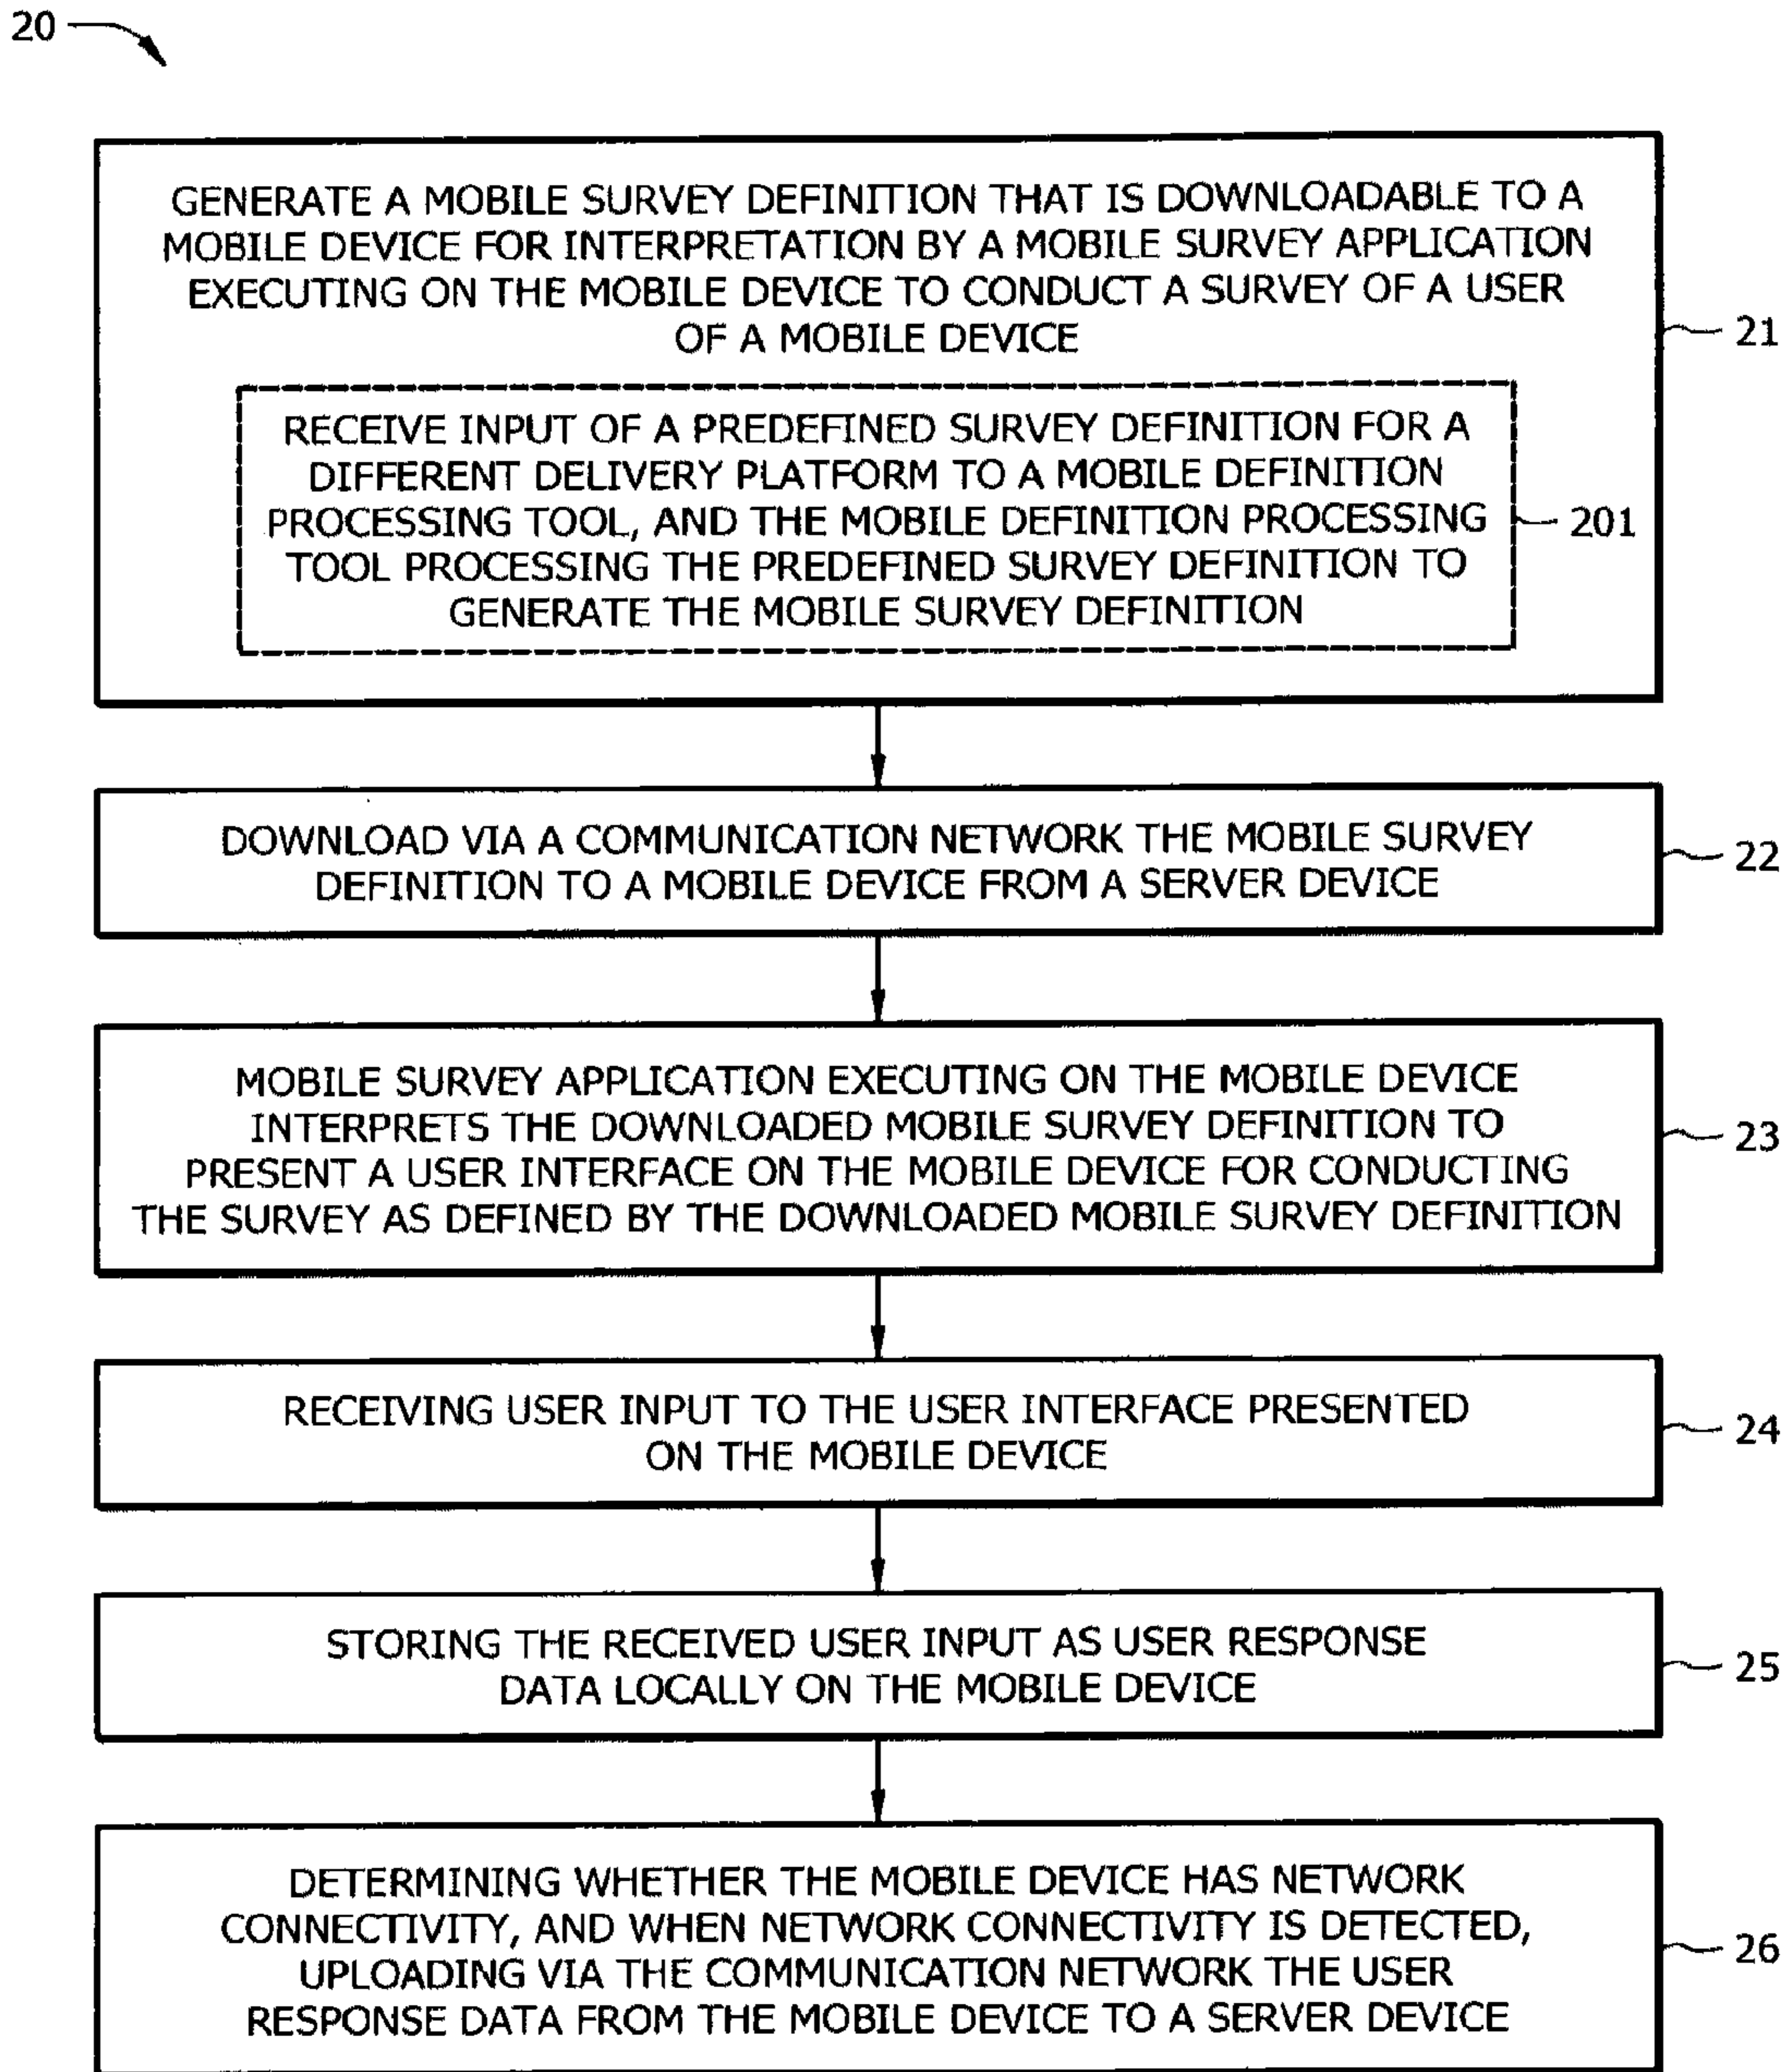 20
GENERATE A MOBILE SURVEY DEFINITION THAT IS DOWNLOADABLE TO A
MOBILE DEVICE FOR INTERPRETATION BY A MOBILE SURVEY APPLICATION
EXECUTING ON THE MOBILE DEVICE TO CONDUCT A SURVEY OF A USER
OF A MOBILE DEVICE
21
RECEIVE INPUT OF A PREDEFINED SURVEY DEFINITION FOR A
DIFFERENT DELIVERY PLATFORM TO A MOBILE DEFINITION
PROCESSING TOOL, AND THE MOBILE DEFINITION PROCESSING
TOOL PROCESSING THE PREDEFINED SURVEY DEFINITION TO
GENERATE THE MOBILE SURVEY DEFINITION
201
DOWNLOAD VIA A COMMUNICATION NETWORK THE MOBILE SURVEY
DEFINITION TO A MOBILE DEVICE FROM A SERVER DEVICE
22
MOBILE SURVEY APPLICATION EXECUTING ON THE MOBILE DEVICE
INTERPRETS THE DOWNLOADED MOBILE SURVEY DEFINITION TO
PRESENT A USER INTERFACE ON THE MOBILE DEVICE FOR CONDUCTING
THE SURVEY AS DEFINED BY THE DOWNLOADED MOBILE SURVEY DEFINITION
23
RECEIVING USER INPUT TO THE USER INTERFACE PRESENTED
ON THE MOBILE DEVICE
24
STORING THE RECEIVED USER INPUT AS USER RESPONSE
DATA LOCALLY ON THE MOBILE DEVICE
25
DETERMINING WHETHER THE MOBILE DEVICE HAS NETWORK
CONNECTIVITY, AND WHEN NETWORK CONNECTIVITY IS DETECTED,
UPLOADING VIA THE COMMUNICATION NETWORK THE USER
RESPONSE DATA FROM THE MOBILE DEVICE TO A SERVER DEVICE
26